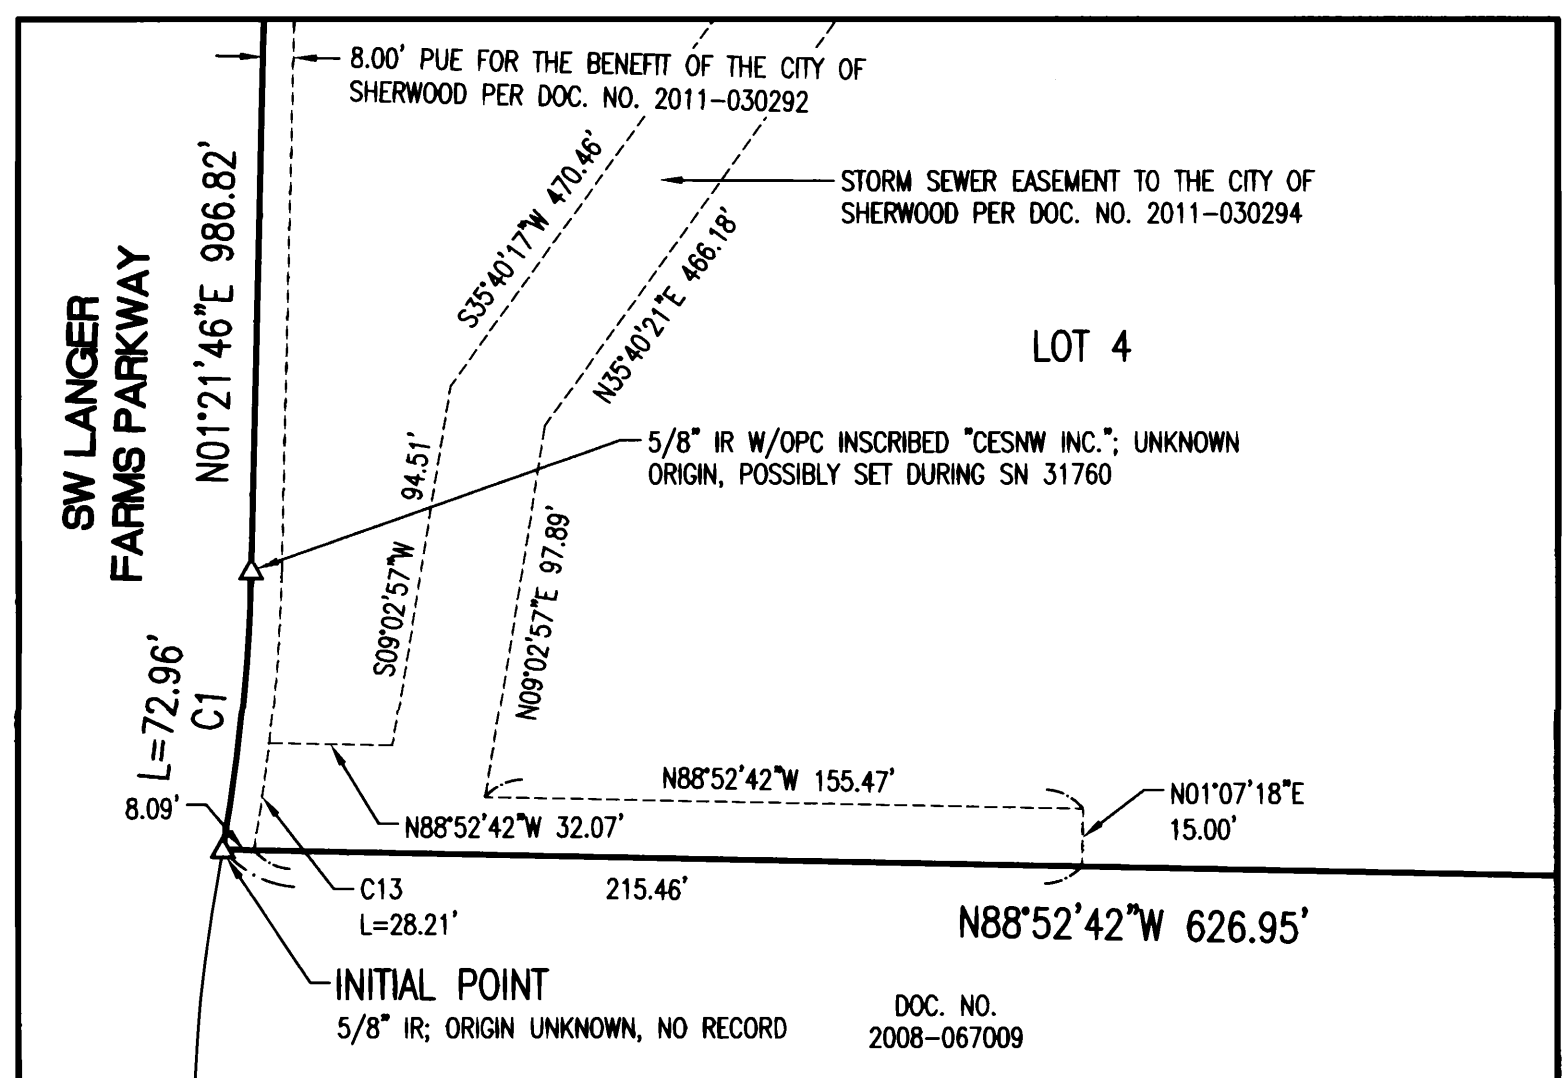 8.00' PUE FOR THE BENEFIT OF THE CITY OF
SHERWOOD PER DOC. NO. 2011-030292
STORM SEWER EASEMENT TO THE CITY OF
SHERWOOD PER DOC. NO. 2011-030294
SW LANGER
FARMS PARKWAY
N01°21'46"E 986.82'
S35°40'17"W 470.46'
N35°40'21"E 466.18'
LOT 4
5/8" IR W/OPC INSCRIBED "CESNW INC."; UNKNOWN
ORIGIN, POSSIBLY SET DURING SN 31760
S09°02'57"W 94.51'
N09°02'57"E 97.89'
L=72.96'
C1
8.09'
N88°52'42"W 155.47'
N01°07'18"E
15.00'
N88°52'42"W 32.07'
C13
L=28.21'
215.46'
N88°52'42"W 626.95'
INITIAL POINT
5/8" IR; ORIGIN UNKNOWN, NO RECORD
DOC. NO.
2008-067009